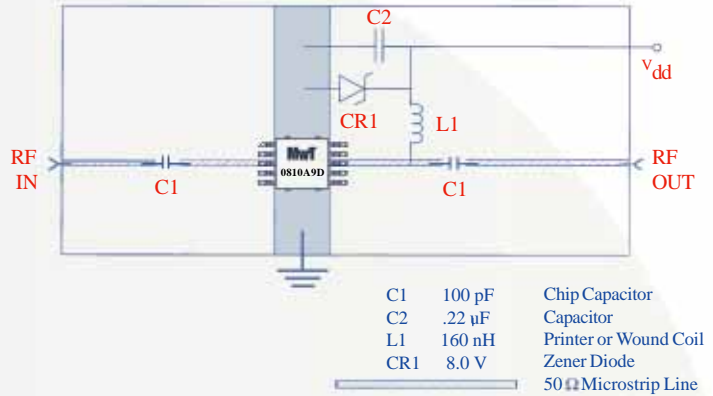 C2
Vdd
CR1
L1
RF
IN
C1
MwT
0810A9D
C1
RF
OUT
C1 100 pF Chip Capacitor
C2 .22 μF Capacitor
L1 160 nH Printer or Wound Coil
CR1 8.0 V Zener Diode
50 Ω Microstrip Line